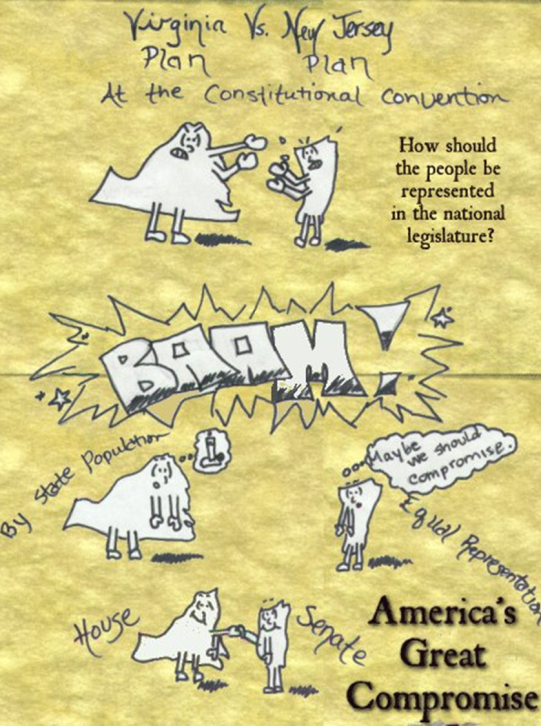 Virginia Vs. New Jersey
Plan Plan
At the Constitutional Convention
How should
the people be
represented
in the national
legislature?
BAAM!
By State Population
Maybe
we should
compromise.
Equal Representation
House
Senate
America's
Great
Compromise